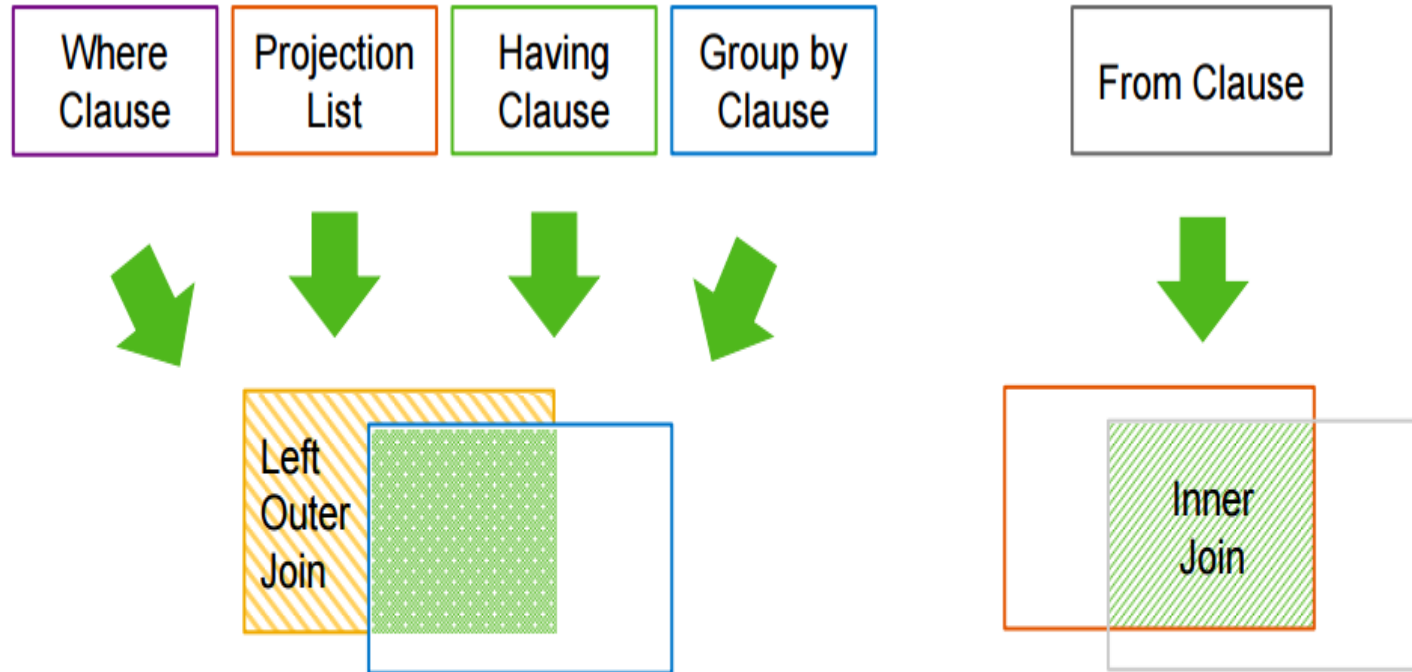 Where
Clause
Projection
List
Having
Clause
Group by
Clause
From Clause
Left
Outer
Join
Inner
Join